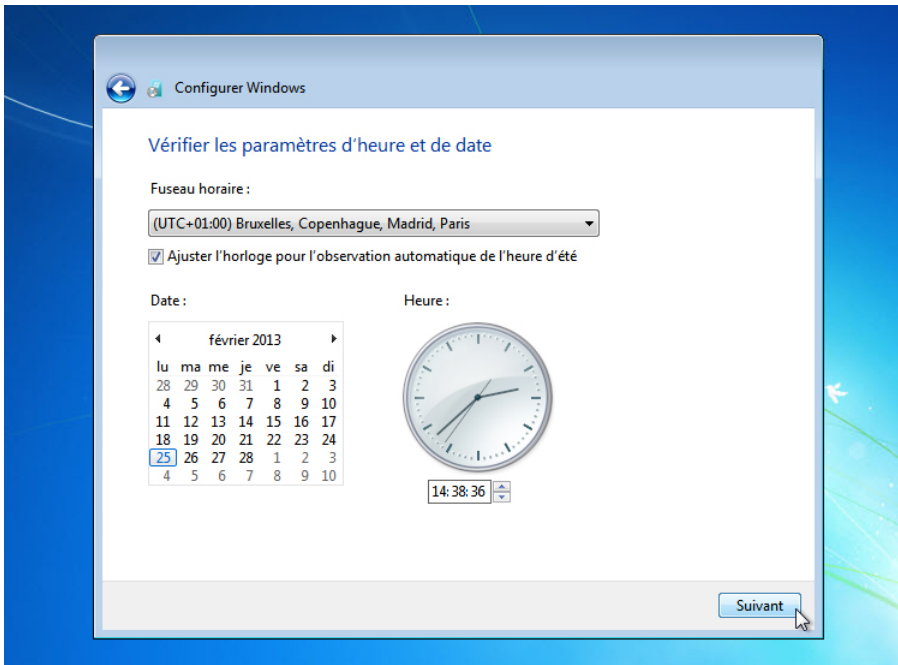 Configurer Windows
Vérifier les paramètres d'heure et de date
Fuseau horaire :
(UTC+01:00) Bruxelles, Copenhague, Madrid, Paris
Ajuster l'horloge pour l'observation automatique de l'heure d'été
Date : Heure :
février 2013
lu ma me je ve sa di
28 29 30 31 1 2 3
4 5 6 7 8 9 10
11 12 13 14 15 16 17
18 19 20 21 22 23 24
25 26 27 28 1 2 3
4 5 6 7 8 9 10
14:38:36
Suivant